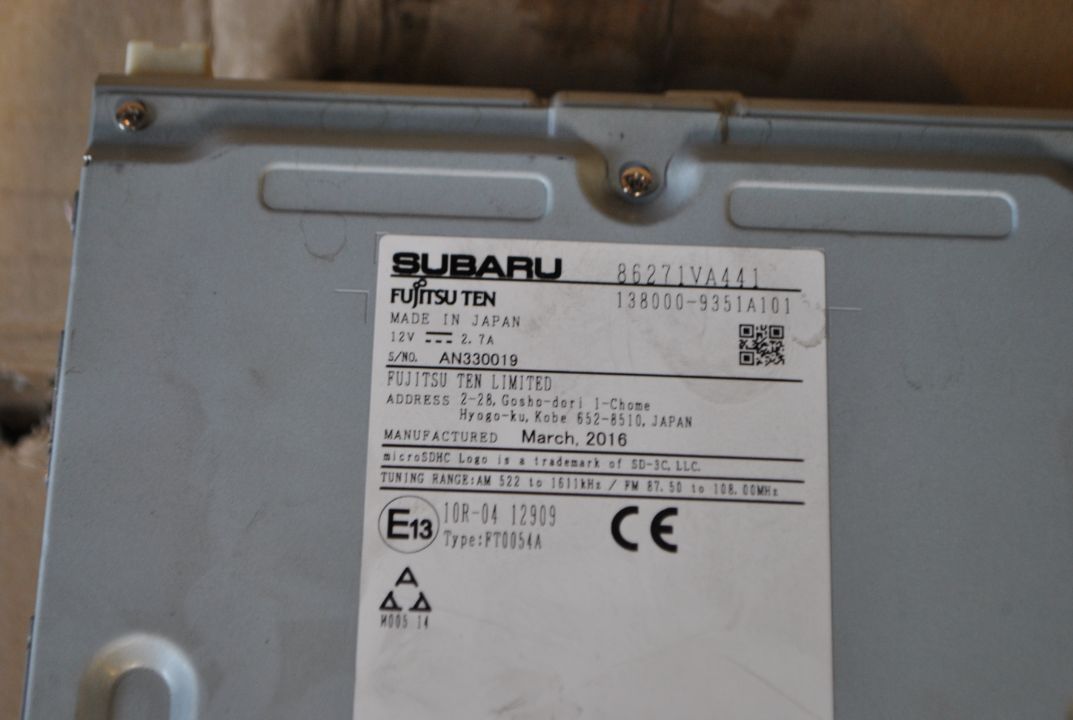 SUBARU 86271VA441
FUJITSU TEN 138000-9351A101
MADE IN JAPAN
12V 2.7A
S/NO. AN330019
FUJITSU TEN LIMITED
ADDRESS 2-28, Gosho-dori 1-Chome
Hyogo-ku, Kobe 652-8510, JAPAN
MANUFACTURED March, 2016
microSDHC Logo is a trademark of SD-3C, LLC.
TUNING RANGE:AM 522 to 1611kHz / FM 87.50 to 108.00MHz
E13 10R-04 12909 CE
Type:FT0054A
A
M005 14